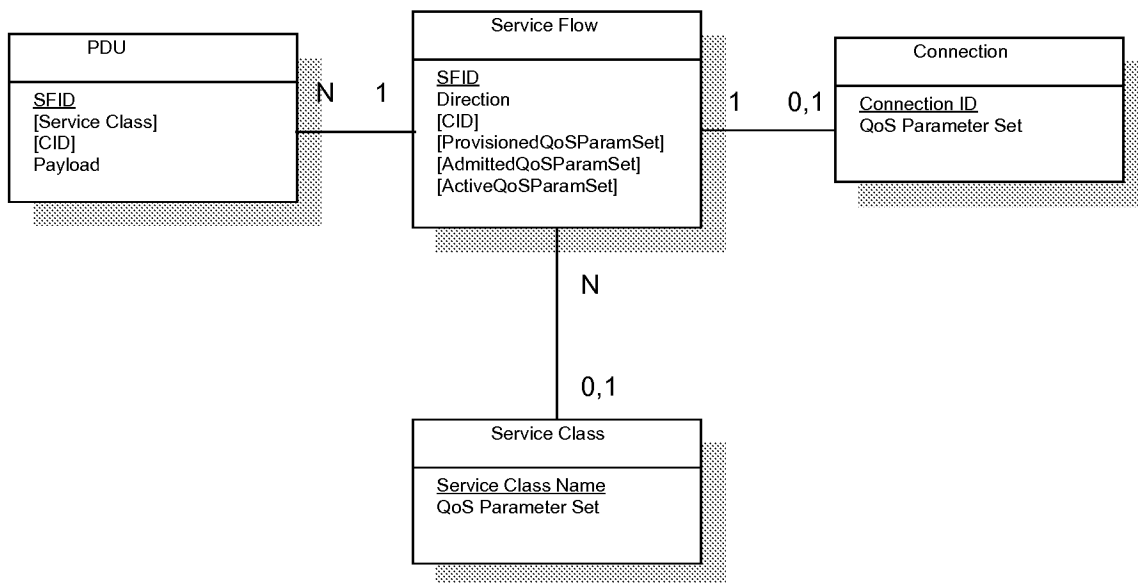 PDU
SFID
[Service Class]
[CID]
Payload
N
1
Service Flow
SFID
Direction
[CID]
[ProvisionedQoSParamSet]
[AdmittedQoSParamSet]
[ActiveQoSParamSet]
1
0,1
Connection
Connection ID
QoS Parameter Set
N
0,1
Service Class
Service Class Name
QoS Parameter Set